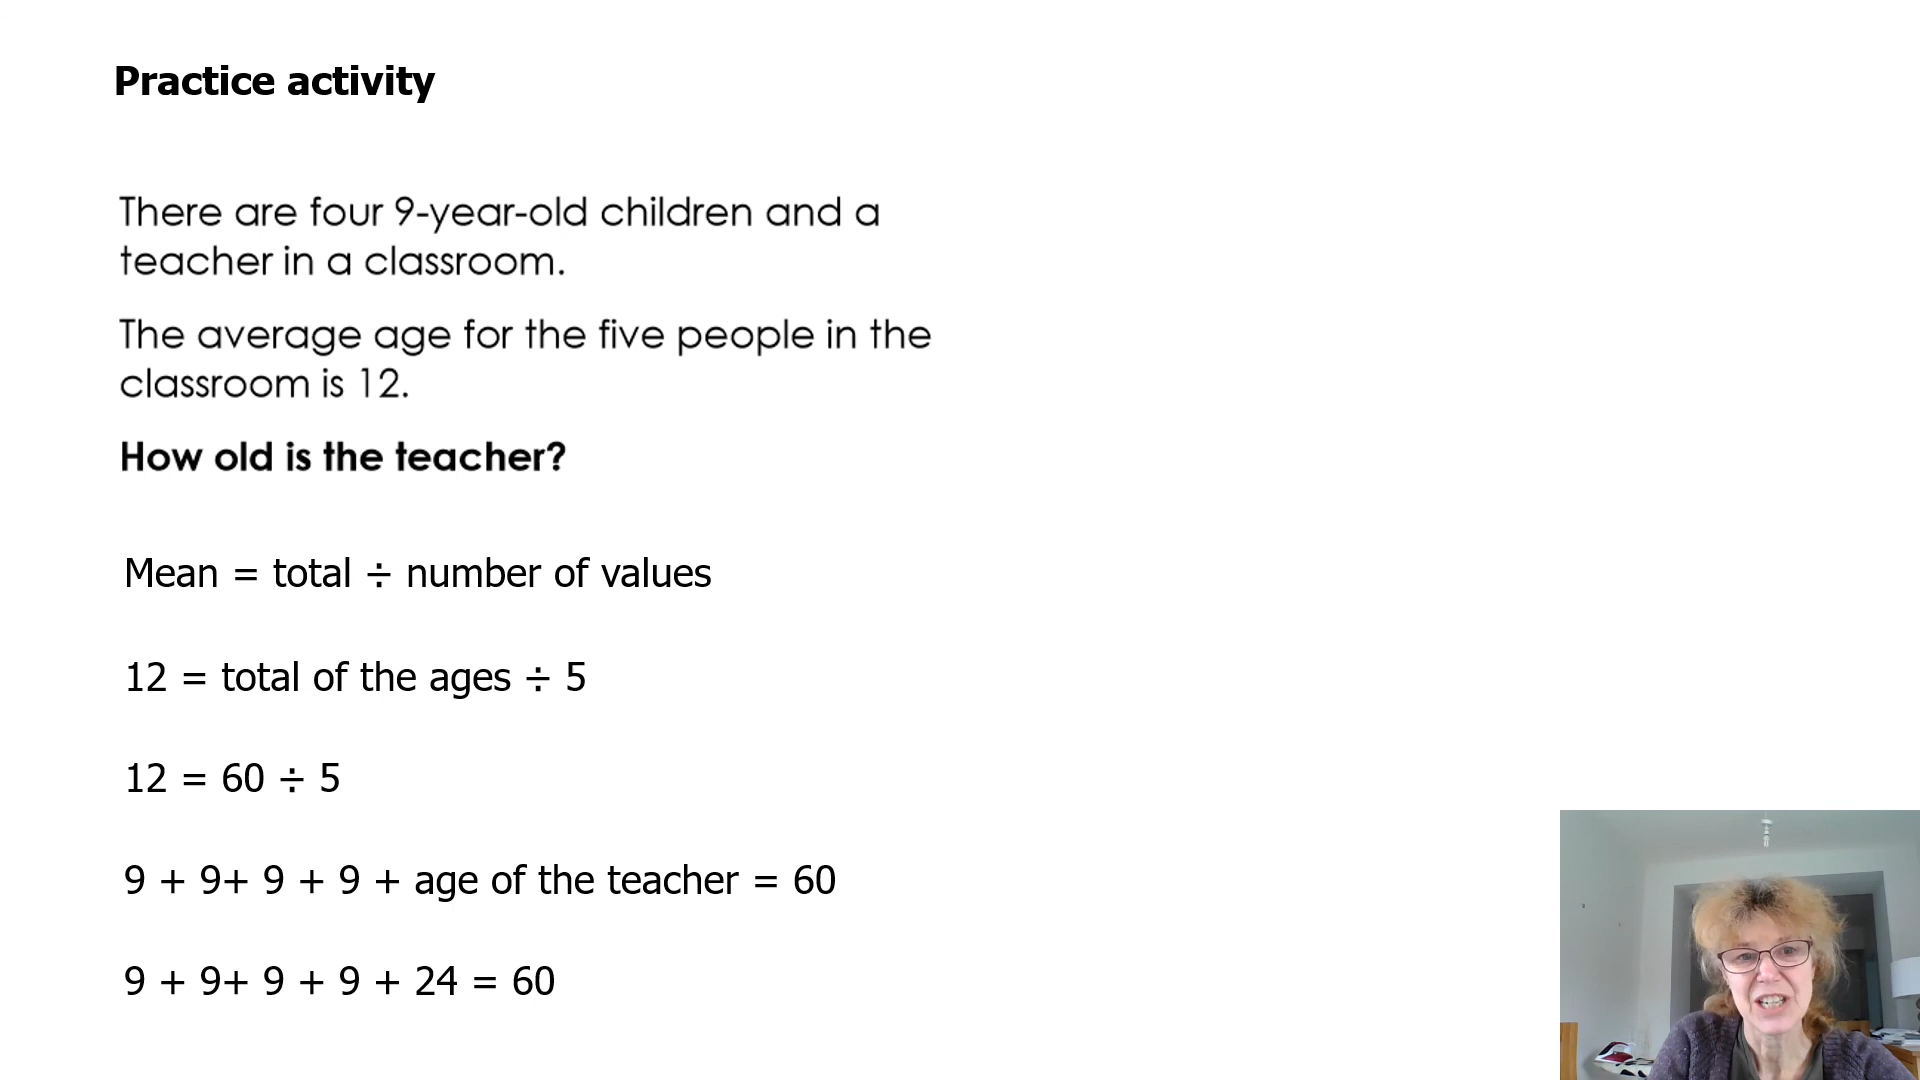 Practice activity
There are four 9-year-old children and a
teacher in a classroom.
The average age for the five people in the
classroom is 12.
How old is the teacher?
Mean = total ÷ number of values
12 = total of the ages ÷ 5
12 = 60 ÷ 5
9 + 9+ 9 + 9 + age of the teacher = 60
9 + 9+ 9 + 9 + 24 = 60